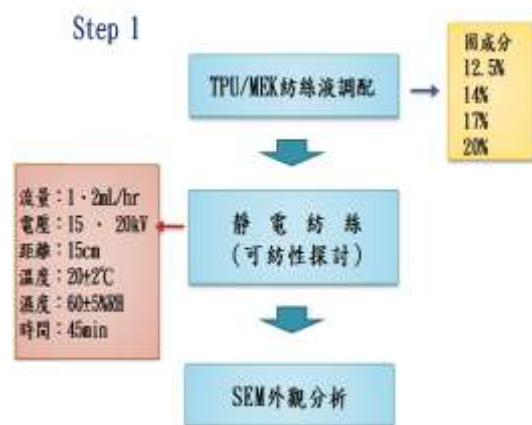 Step 1
TPU/MEK紡絲液調配
固成分
12.5%
14%
17%
20%
流量：1、2mL/hr
電壓：15 、 20kV
距離：15cm
溫度：20±2℃
濕度：60±5%RH
時間：45min
靜 電 紡 絲
(可紡性探討)
SEM外觀分析